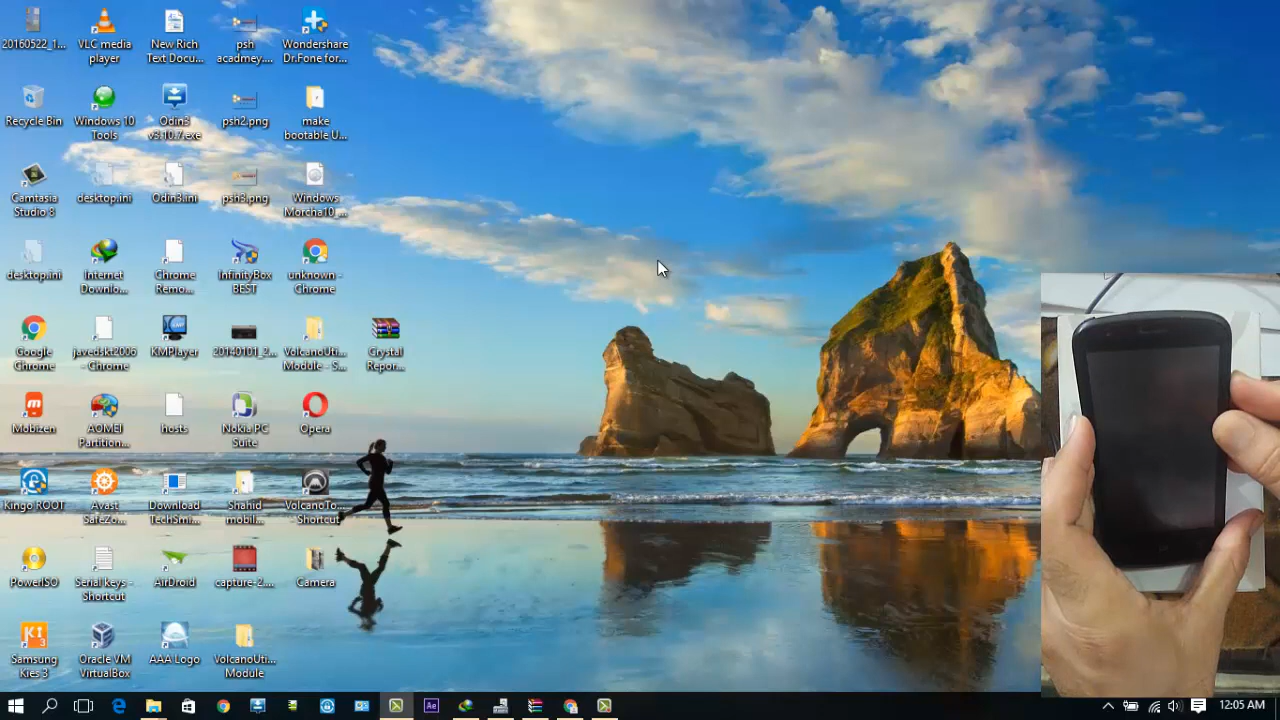 20160522_1...
VLC media
player
New Rich
Text Docu...
psh
acadmey....
Wondershare
Dr.Fone for...
Recycle Bin
Windows 10
Tools
Odin3
v3.10.7.exe
psh2.png
make
bootable U...
Camtasia
Studio 8
desktop.ini
Odin3.ini
psh3.png
Windows
Morcha10_...
desktop.ini
Internet
Downlo...
Chrome
Remo...
InfinityBox
BEST
unknown -
Chrome
Google
Chrome
javedskt2006
- Chrome
KMPlayer
20140101_2...
VolcanoUti...
Module - S...
Crystal
Repor...
Mobizen
AOMEI
Partition...
hosts
Nokia PC
Suite
Opera
Kingo ROOT
Avast
SafeZo...
Download
TechSmi...
Shahid
mobil...
VolcanoTo...
- Shortcut
PowerISO
Serial keys -
Shortcut
AirDroid
capture-2....
Camera
Samsung
Kies 3
Oracle VM
VirtualBox
AAA Logo
VolcanoUti...
Module
12:05 AM